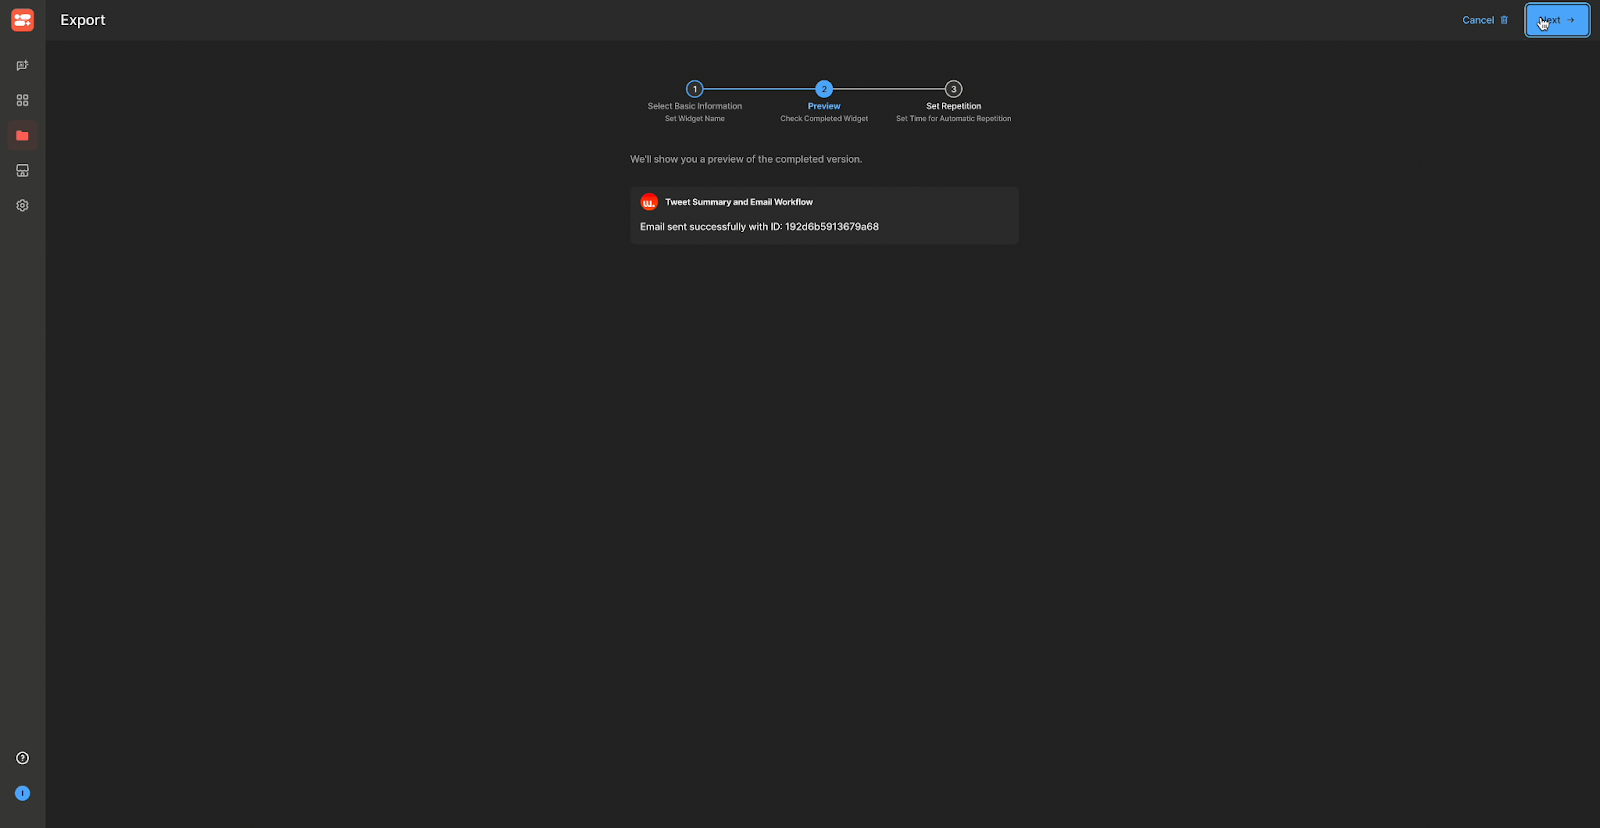 Export
Cancel
Next →
1
2
3
Select Basic Information
Preview
Set Repetition
Set Widget Name
Check Completed Widget
Set Time for Automatic Repetition
We'll show you a preview of the completed version.
w.
Tweet Summary and Email Workflow
Email sent successfully with ID: 192d6b5913679a68
?
I